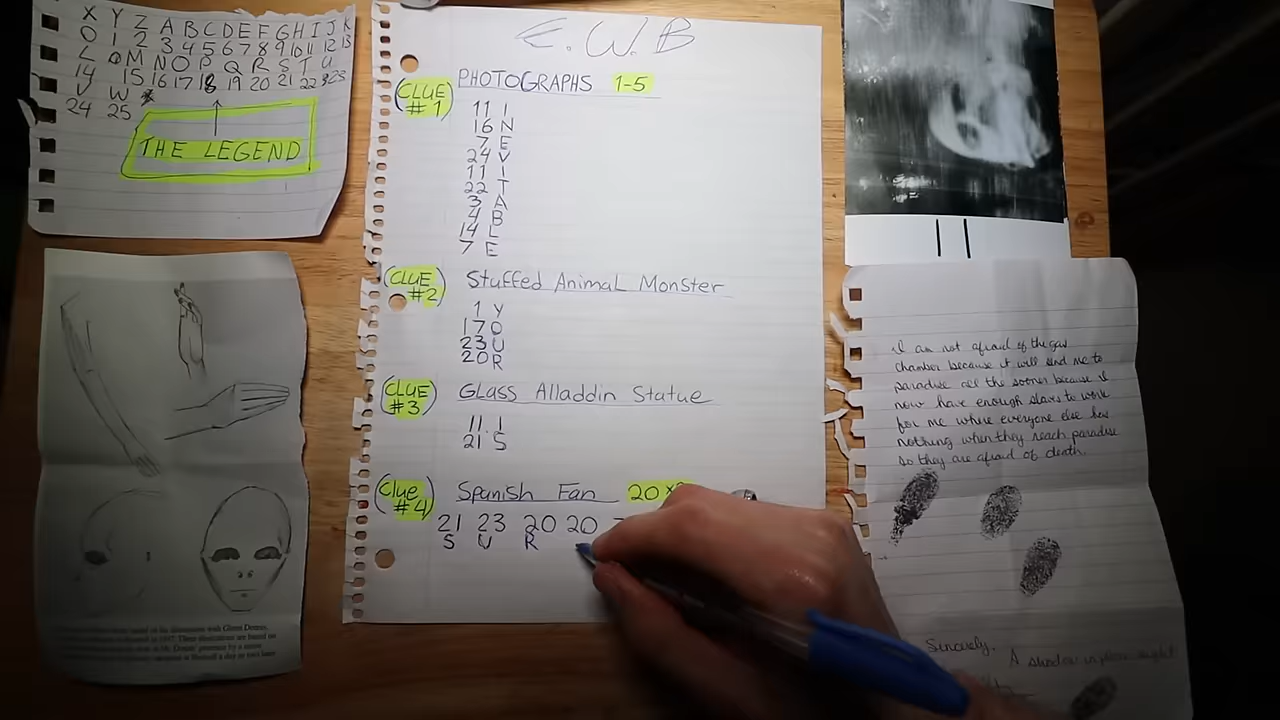 X Y Z A B C D E F G H I J K
0 1 2 3 4 5 6 7 8 9 10 11 12 13
L M N O P Q R S T U
14 15 16 17 18 19 20 21 22 23
V W
24 25
THE LEGEND
E.W.B
CLUE #1 PHOTOGRAPHS 1-5
11 I
16 N
7 E
24 V
11 I
22 T
3 A
4 B
14 L
7 E
CLUE #2 Stuffed Animal Monster
1 Y
17 O
23 U
20 R
CLUE #3 Glass Alladdin Statue
11 I
21 S
Clue #4 Spanish Fan 20
21 23 20 20
S U R
11
I am not afraid of the gas
chamber because it will send me to
paradise all the sooner because I
now have enough slaves to work
for me where everyone else has
nothing when they reach paradise
so they are afraid of death.
Sincerely,
A shadow in